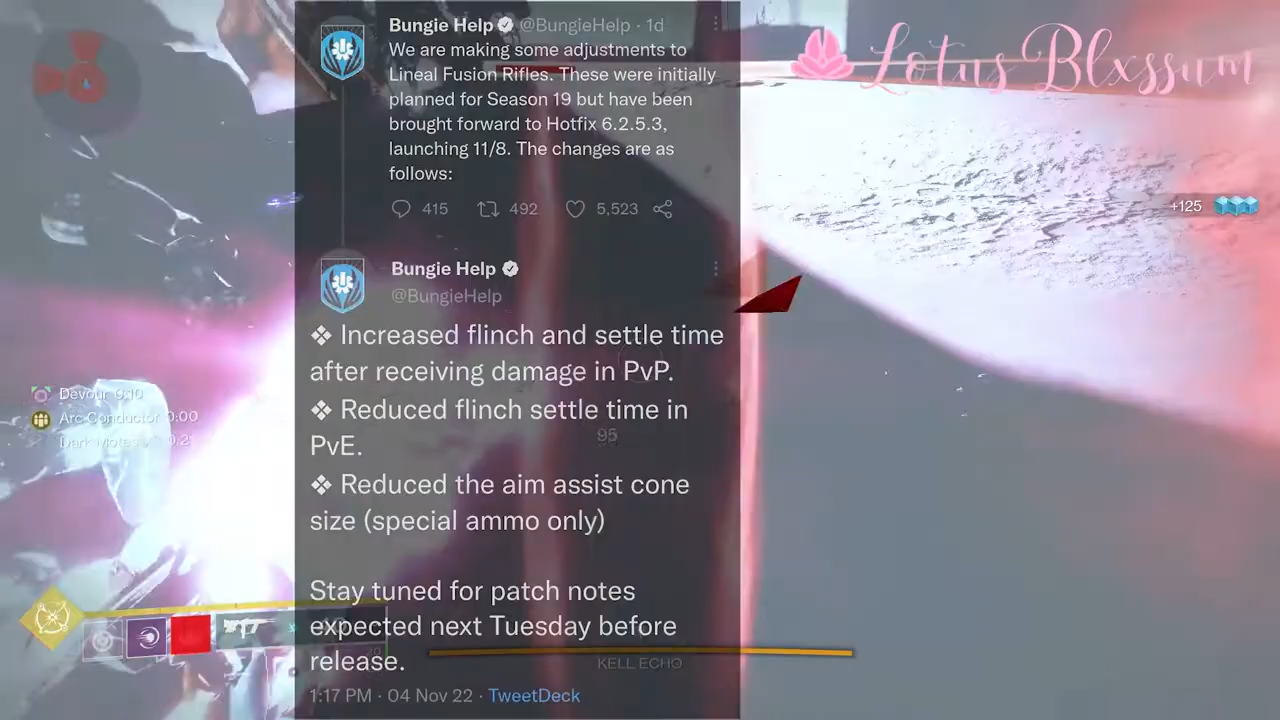 Bungie Help @BungieHelp · 1d
We are making some adjustments to
Lineal Fusion Rifles. These were initially
planned for Season 19 but have been
brought forward to Hotfix 6.2.5.3,
launching 11/8. The changes are as
follows:
415 492 5,523
Bungie Help
@BungieHelp
❖ Increased flinch and settle time
after receiving damage in PvP.
❖ Reduced flinch settle time in
PvE.
❖ Reduced the aim assist cone
size (special ammo only)
Stay tuned for patch notes
expected next Tuesday before
release.
1:17 PM · 04 Nov 22 · TweetDeck
Lotus Blxssum
+125
95
Devour 0:10
Arc Conductor 0:00
Dark Motes
KELL ECHO